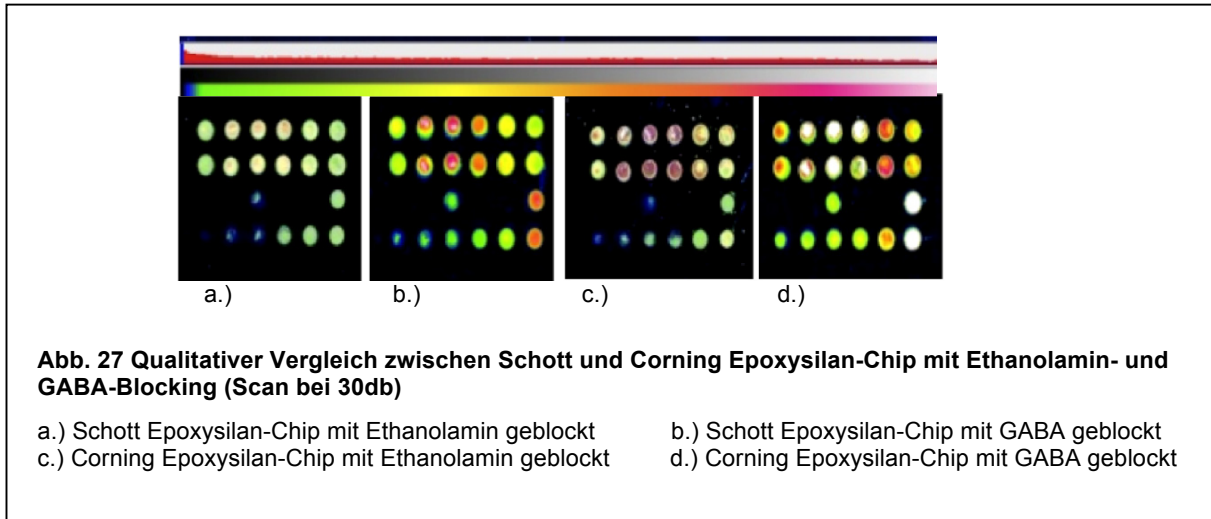 a.) b.) c.) d.)
Abb. 27 Qualitativer Vergleich zwischen Schott und Corning Epoxysilan-Chip mit Ethanolamin- und
GABA-Blocking (Scan bei 30db)
a.) Schott Epoxysilan-Chip mit Ethanolamin geblockt b.) Schott Epoxysilan-Chip mit GABA geblockt
c.) Corning Epoxysilan-Chip mit Ethanolamin geblockt d.) Corning Epoxysilan-Chip mit GABA geblockt